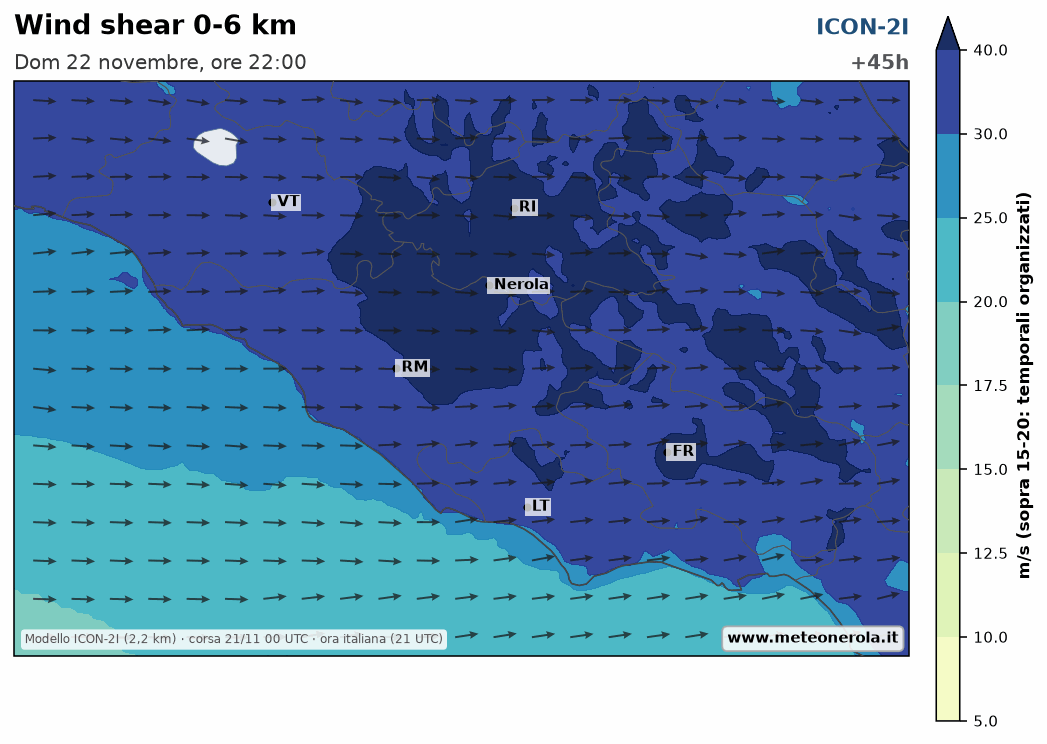 Wind shear 0-6 km
ICON-2I
Dom 22 novembre, ore 22:00
+45h
VT
RI
Nerola
RM
FR
LT
Modello ICON-2I (2,2 km) · corsa 21/11 00 UTC · ora italiana (21 UTC)
www.meteonerola.it
40.0
30.0
25.0
20.0
17.5
15.0
12.5
10.0
5.0
m/s (sopra 15-20: temporali organizzati)